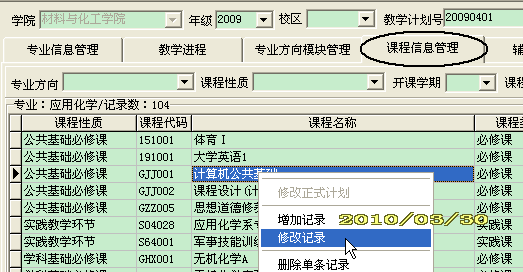 学院 材料与化工学院 年级 2009 校区 教学计划号 20090401
专业信息管理 教学进程 专业方向模块管理 课程信息管理 辅
专业方向 课程性质 开课学期 课程
专业：应用化学/记录数：104
课程性质 课程代码 课程名称 课程类
公共基础必修课 151001 体育Ⅰ 必修课
公共基础必修课 191001 大学英语1 必修课
公共基础必修课 GJJ001 计算机公共基础 必修课
公共基础必修课 GJJ002 课程设计(计 必修课
公共基础必修课 GZZ005 思想道德修养 必修课
实践教学环节 S04028 应用化学系专 必修课
实践教学环节 S64001 军事技能训练 必修课
学科基础必修课 GHX001 无机化学A 必修课
修改正式计划
增加记录
2010/03/30
修改记录
删除单条记录